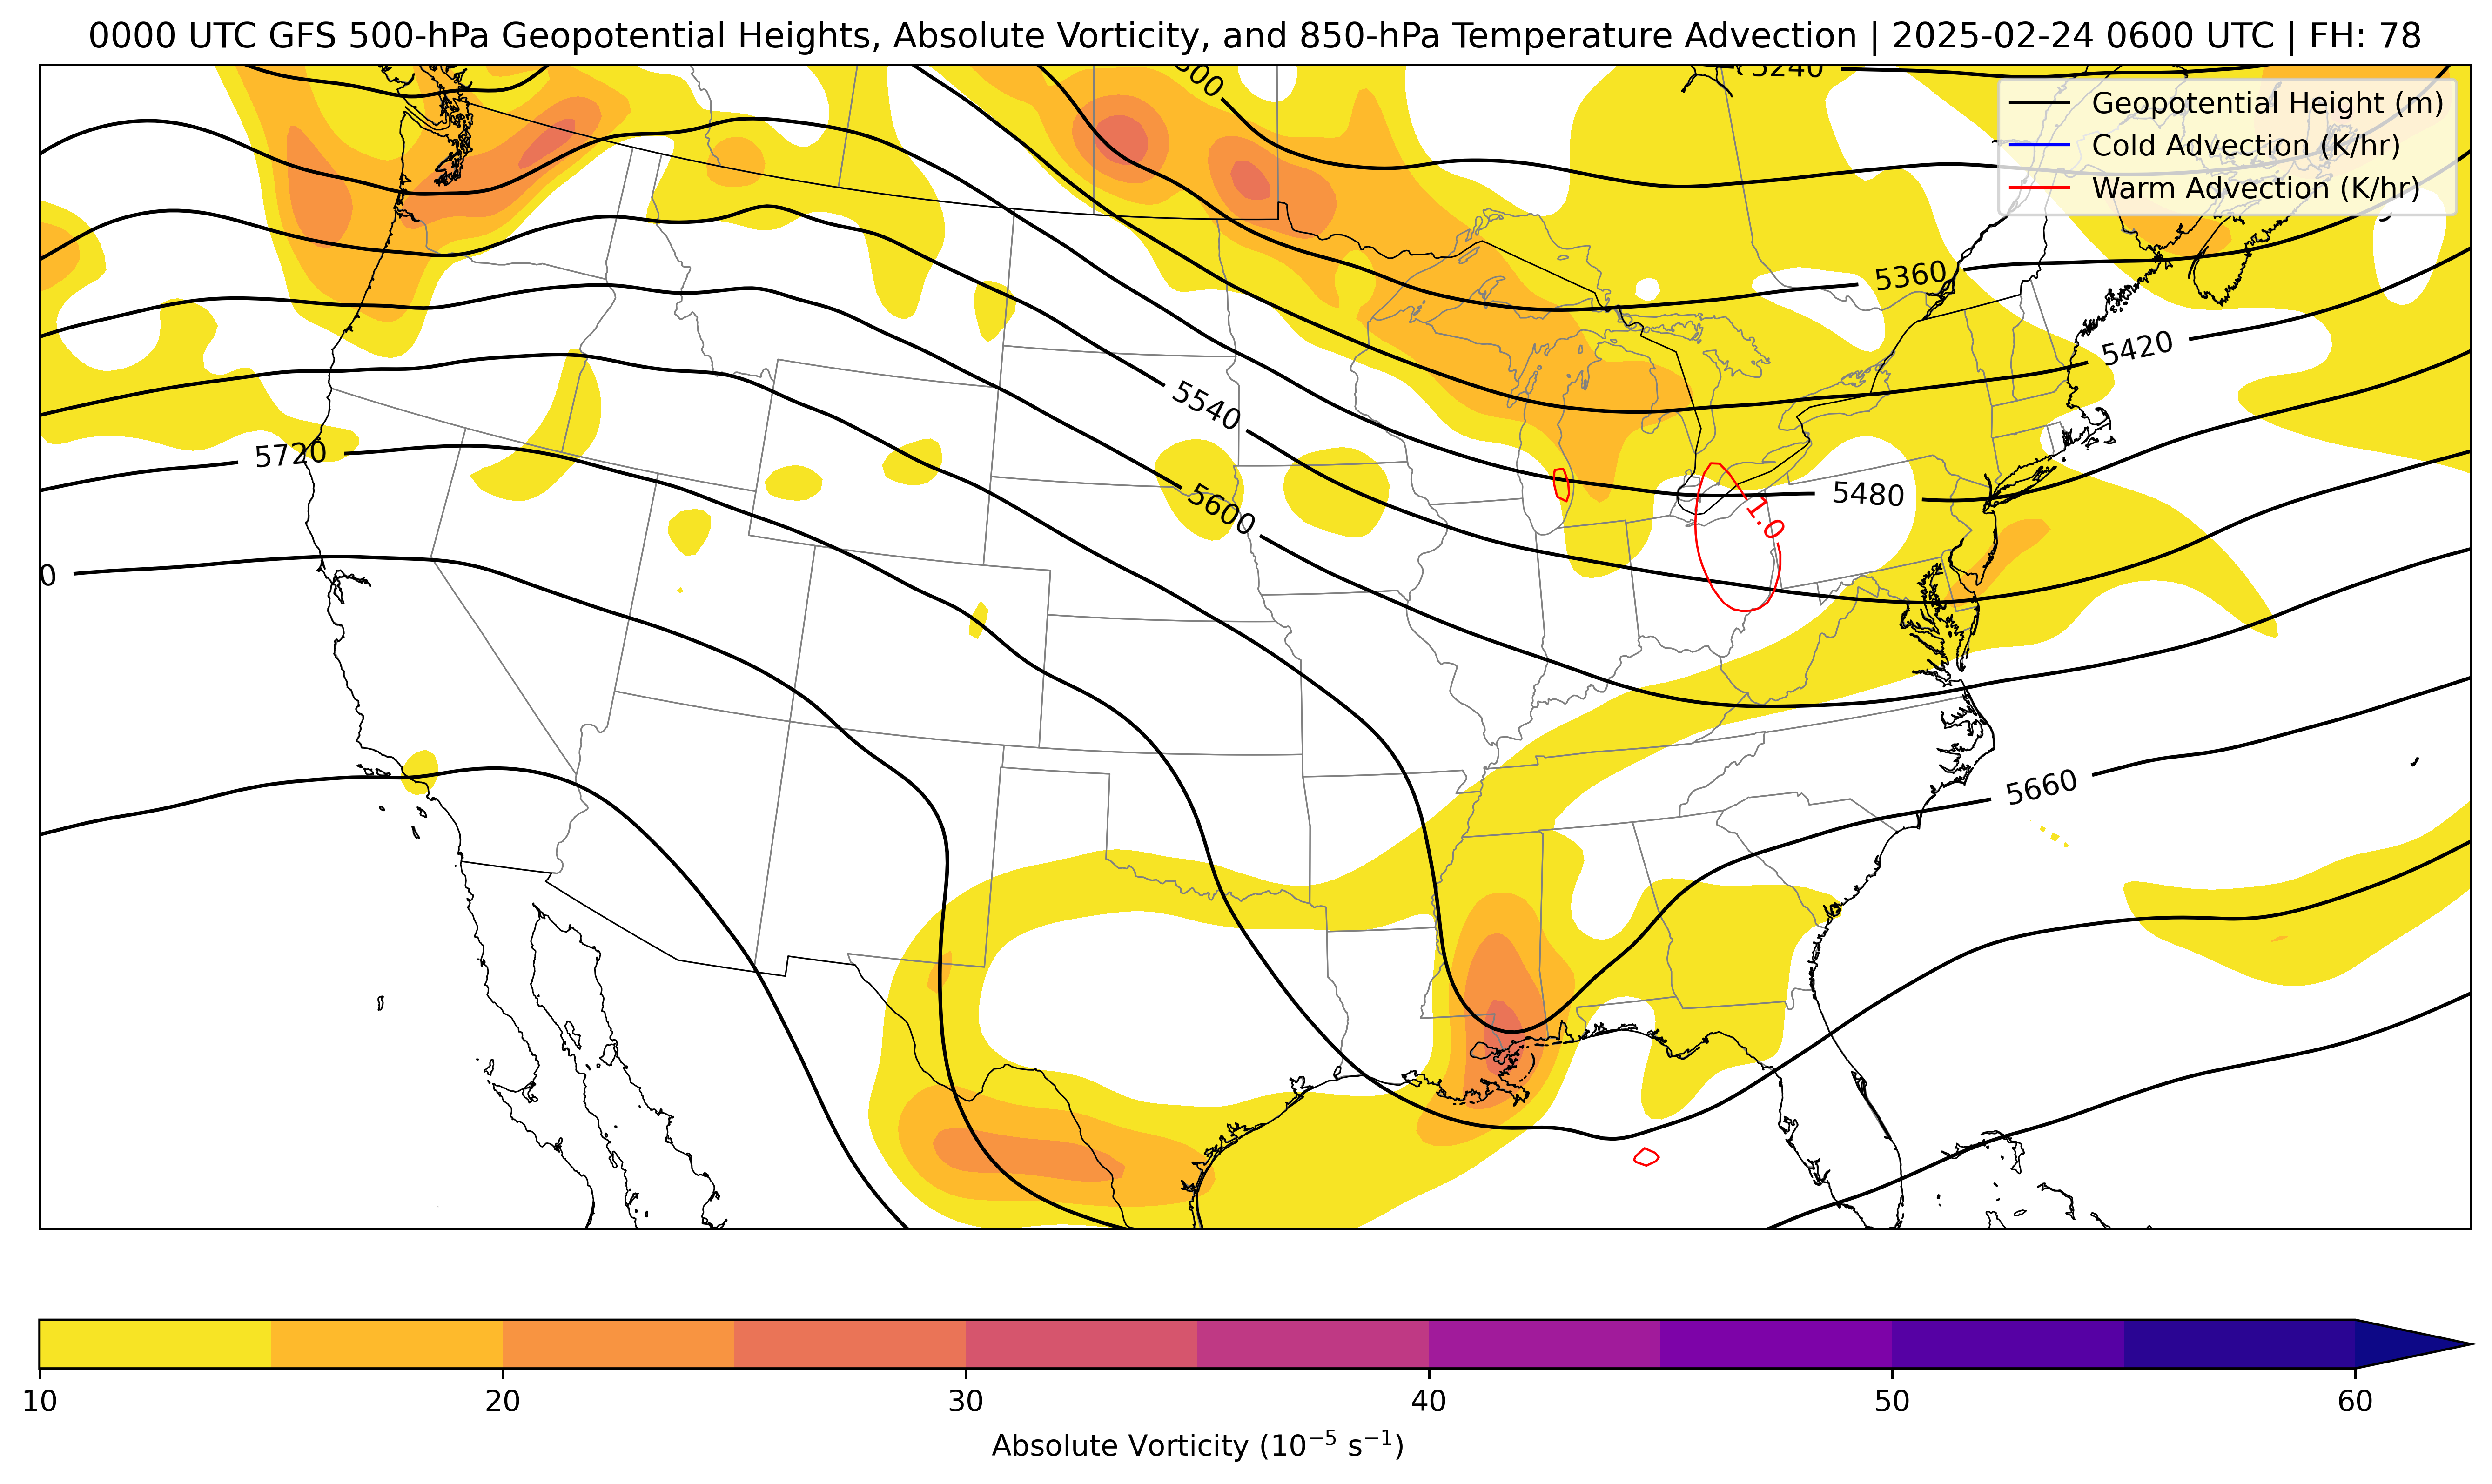 0000 UTC GFS 500-hPa Geopotential Heights, Absolute Vorticity, and 850-hPa Temperature Advection | 2025-02-24 0600 UTC | FH: 78
5240
Geopotential Height (m)
Cold Advection (K/hr)
Warm Advection (K/hr)
5360
5420
5540
5720
5480
5600
1.0
0
5660
10 20 30 40 50 60
Absolute Vorticity (10⁻⁵ s⁻¹)